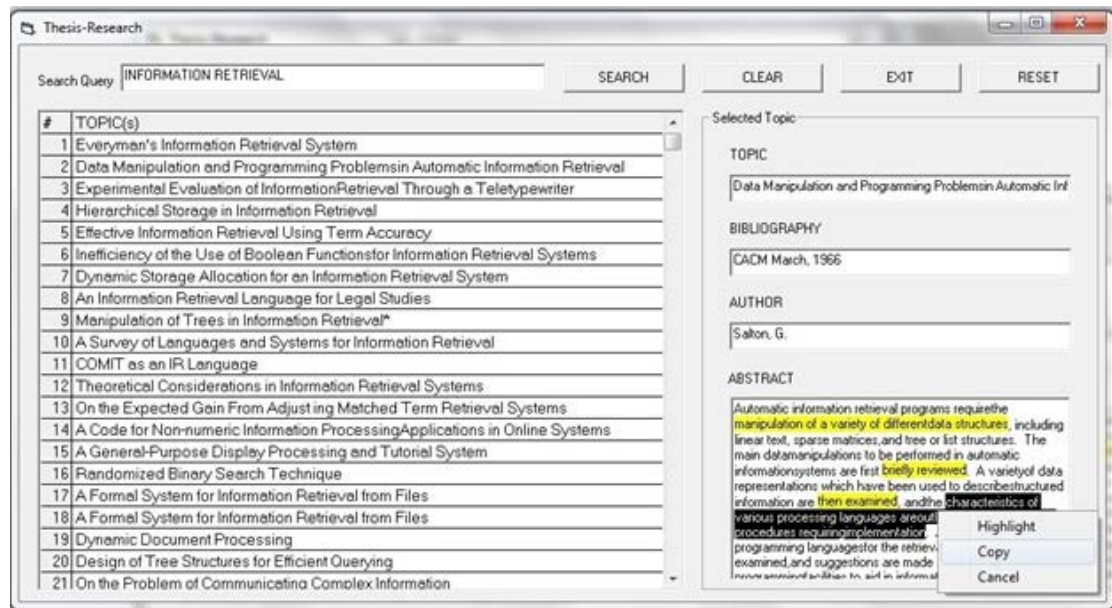 Thesis-Research
Search Query INFORMATION RETRIEVAL SEARCH CLEAR EXIT RESET
# TOPIC(s)
1 Everyman's Information Retrieval System
2 Data Manipulation and Programming Problemsin Automatic Information Retrieval
3 Experimental Evaluation of InformationRetrieval Through a Teletypewriter
4 Hierarchical Storage in Information Retrieval
5 Effective Information Retrieval Using Term Accuracy
6 Inefficiency of the Use of Boolean Functionsfor Information Retrieval Systems
7 Dynamic Storage Allocation for an Information Retrieval System
8 An Information Retrieval Language for Legal Studies
9 Manipulation of Trees in Information Retrieval*
10 A Survey of Languages and Systems for Information Retrieval
11 COMIT as an IR Language
12 Theoretical Considerations in Information Retrieval Systems
13 On the Expected Gain From Adjust ing Matched Term Retrieval Systems
14 A Code for Non-numeric Information ProcessingApplications in Online Systems
15 A General-Purpose Display Processing and Tutorial System
16 Randomized Binary Search Technique
17 A Formal System for Information Retrieval from Files
18 A Formal System for Information Retrieval from Files
19 Dynamic Document Processing
20 Design of Tree Structures for Efficient Querying
21 On the Problem of Communicating Complex Information
Selected Topic
TOPIC
Data Manipulation and Programming Problemsin Automatic Inf
BIBLIOGRAPHY
CACM March, 1966
AUTHOR
Salton, G.
ABSTRACT
Automatic information retrieval programs requirethe
manipulation of a variety of differentdata structures, including
linear text, sparse matrices,and tree or list structures. The
main datamanipulations to be performed in automatic
informationsystems are first briefly reviewed. A varietyof data
representations which have been used to describestructured
information are then examined, andthe characteristics of
various processing languages areout
procedures requiringimplementation.
programming languagesfor the retriev
examined,and suggestions are made
programmingfacilities to aid in informat
Highlight
Copy
Cancel